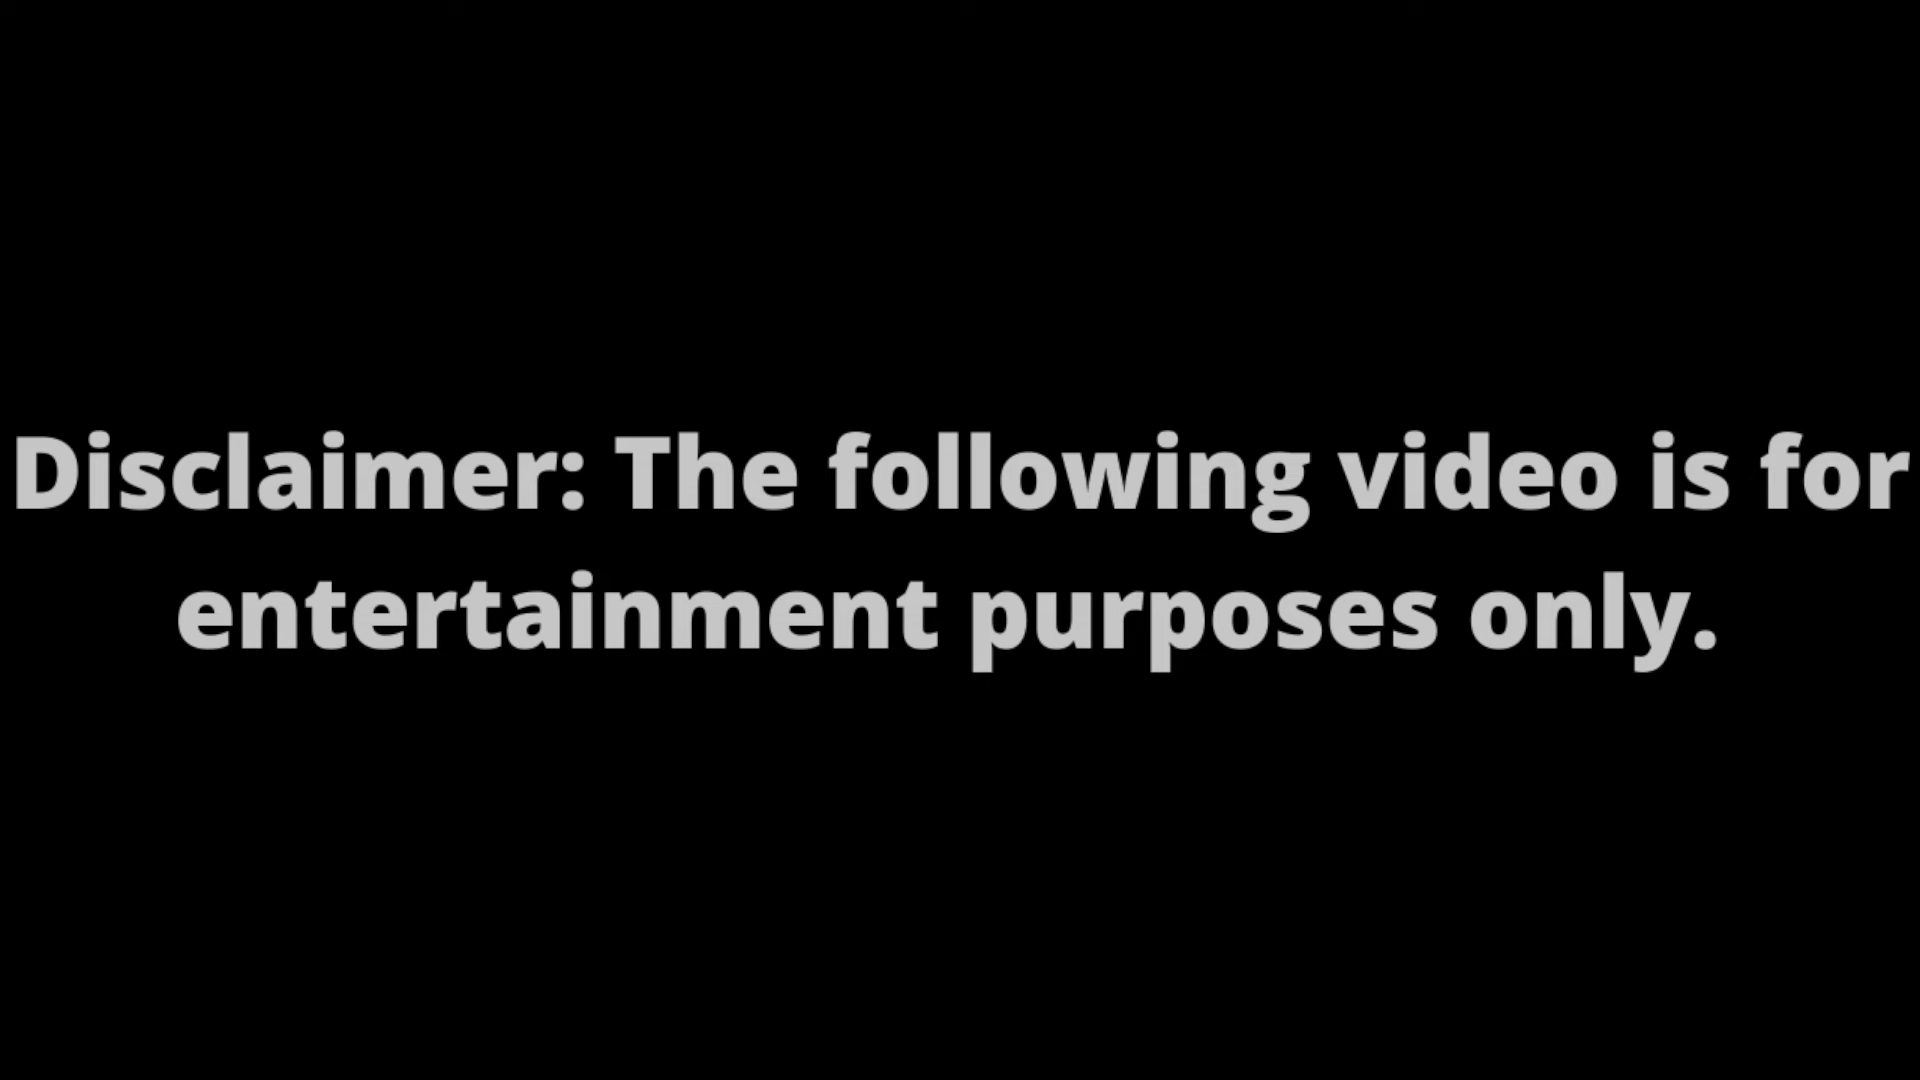 Disclaimer: The following video is for
entertainment purposes only.